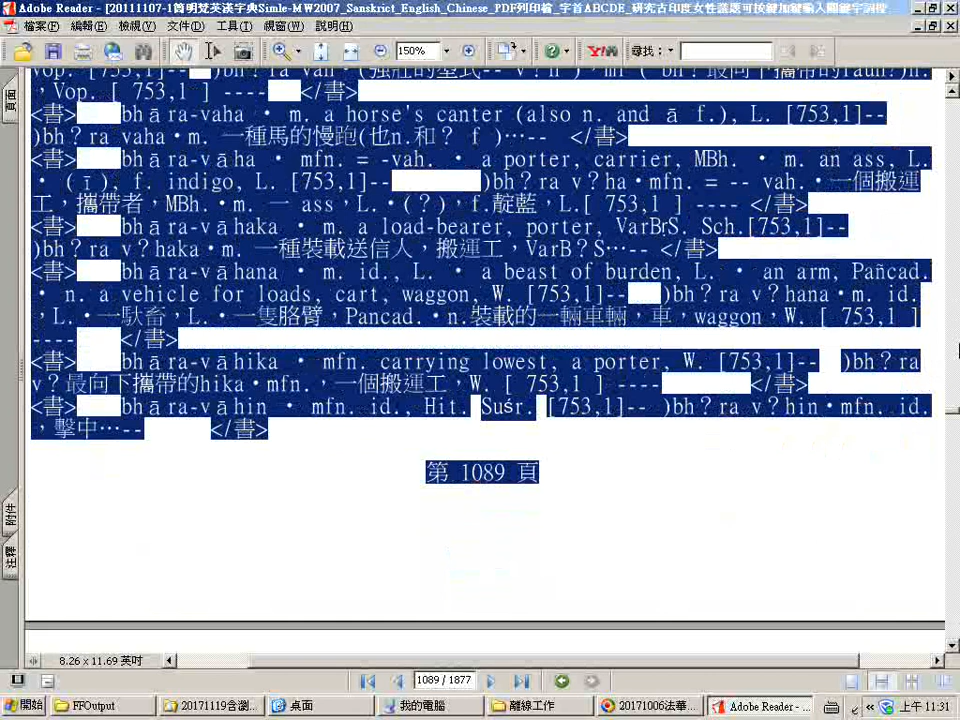 Adobe Reader - [20111107-1簡明梵英漢字典Simle-MW2007_Sanskrict_English_Chinese_PDF列印檔_字首ABCDE_研究古印度女性議題可按加鍵輸入關鍵字詞搜
檔案(F) 編輯(E) 檢視(V) 文件(D) 工具(T) 視窗(W) 說明(H)
150% 尋找：
頁面
Vop. [753,1]-- )bh？ra vah
，Vop. [ 753,1 ] ---- </書>
<書> bhāra-vaha • m. a horse's canter (also n. and ā f.), L. [753,1]--
)bh？ra vaha•m. 一種馬的慢跑(也n.和？ f )…-- </書>
<書> bhāra-vāha • mfn. = -vah. • a porter, carrier, MBh. • m. an ass, L.
• (ī), f. indigo, L. [753,1]-- )bh？ra v？ha•mfn. = -- vah.•一個搬運
工，攜帶者，MBh.•m. 一 ass，L.•(？)，f.靛藍，L.[ 753,1 ] ---- </書>
<書> bhāra-vāhaka • m. a load-bearer, porter, VarBrS. Sch.[753,1]--
)bh？ra v？haka•m. 一種裝載送信人，搬運工，VarB？S…-- </書>
<書> bhāra-vāhana • m. id., L. • a beast of burden, L. • an arm, Pañcad.
• n. a vehicle for loads, cart, waggon, W. [753,1]-- )bh？ra v？hana•m. id.
，L.•一馱畜，L.•一隻胳臂，Pancad.•n.裝載的一輛車輛，車，waggon，W. [ 753,1 ]
---- </書>
<書> bhāra-vāhika • mfn. carrying lowest, a porter, W. [753,1]-- )bh？ra
v？最向下攜帶的hika•mfn.，一個搬運工，W. [ 753,1 ] ---- </書>
<書> bhāra-vāhin • mfn. id., Hit. Suśr. [753,1]-- )bh？ra v？hin•mfn. id.
，擊中…-- </書>
第 1089 頁
附件
注釋
8.26 x 11.69 英吋
1089 / 1877
開始 FFOutput 20171119含瀏... 桌面 我的電腦 離線工作 20171006法華... Adobe Reader - ... 上午 11:31